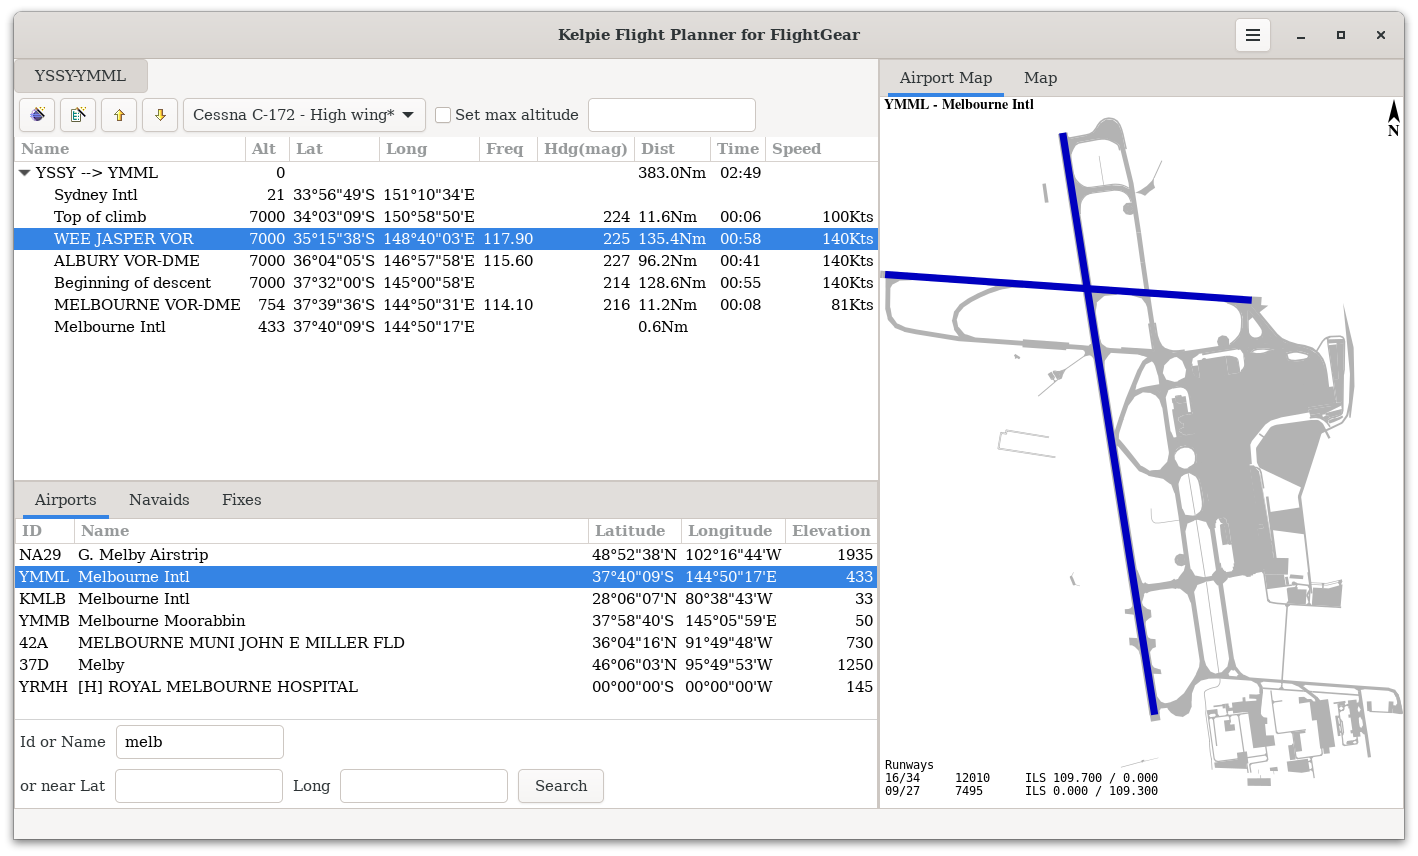 Kelpie Flight Planner for FlightGear
YSSY-YMML
Cessna C-172 - High wing* Set max altitude
Name Alt Lat Long Freq Hdg(mag) Dist Time Speed
YSSY --> YMML 0 383.0Nm 02:49
Sydney Intl 21 33°56"49'S 151°10"34'E
Top of climb 7000 34°03"09'S 150°58"50'E 224 11.6Nm 00:06 100Kts
WEE JASPER VOR 7000 35°15"38'S 148°40"03'E 117.90 225 135.4Nm 00:58 140Kts
ALBURY VOR-DME 7000 36°04"05'S 146°57"58'E 115.60 227 96.2Nm 00:41 140Kts
Beginning of descent 7000 37°32"00'S 145°00"58'E 214 128.6Nm 00:55 140Kts
MELBOURNE VOR-DME 754 37°39"36'S 144°50"31'E 114.10 216 11.2Nm 00:08 81Kts
Melbourne Intl 433 37°40"09'S 144°50"17'E 0.6Nm
Airports Navaids Fixes
ID Name Latitude Longitude Elevation
NA29 G. Melby Airstrip 48°52"38'N 102°16"44'W 1935
YMML Melbourne Intl 37°40"09'S 144°50"17'E 433
KMLB Melbourne Intl 28°06"07'N 80°38"43'W 33
YMMB Melbourne Moorabbin 37°58"40'S 145°05"59'E 50
42A MELBOURNE MUNI JOHN E MILLER FLD 36°04"16'N 91°49"48'W 730
37D Melby 46°06"03'N 95°49"53'W 1250
YRMH [H] ROYAL MELBOURNE HOSPITAL 00°00"00'S 00°00"00'W 145
Id or Name melb
or near Lat Long Search
Airport Map Map
YMML - Melbourne Intl
N
Runways
16/34 12010 ILS 109.700 / 0.000
09/27 7495 ILS 0.000 / 109.300